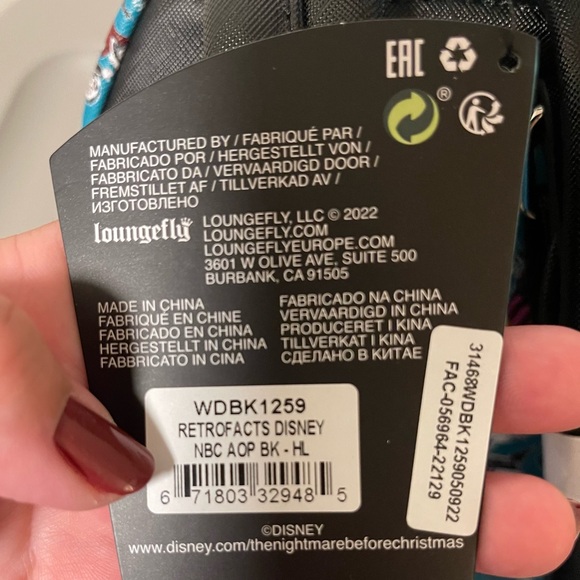 EAC
®
MANUFACTURED BY / FABRIQUÉ PAR /
FABRICADO POR / HERGESTELLT VON /
FABBRICATO DA / VERVAARDIGD DOOR /
FREMSTILLET AF / TILLVERKAD AV /
ИЗГОТОВЛЕНО
loungefly
LOUNGEFLY, LLC © 2022
LOUNGEFLY.COM
LOUNGEFLYEUROPE.COM
3601 W OLIVE AVE, SUITE 500
BURBANK, CA 91505
MADE IN CHINA
FABRIQUÉ EN CHINE
FABRICADO EN CHINA
HERGESTELLT IN CHINA
FABBRICATO IN CINA
FABRICADO NA CHINA
VERVAARDIGD IN CHINA
PRODUCERET I KINA
TILLVERKAT I KINA
СДЕЛАНО В КИТАЕ
31468WDBK1259050922
FAC-056964-22129
WDBK1259
RETROFACTS DISNEY
NBC AOP BK - HL
6 71803 32948 5
©DISNEY
www.disney.com/thenightmarebeforechristmas